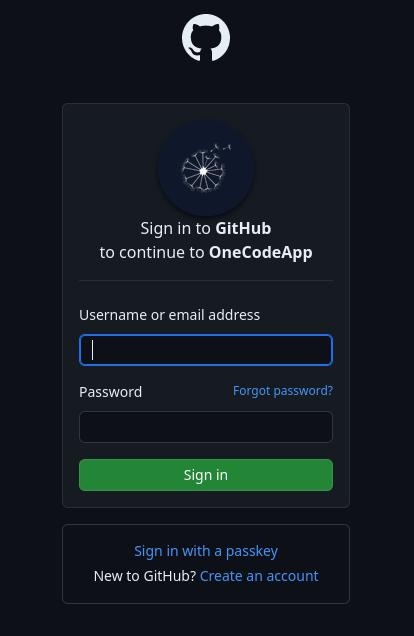 Sign in to GitHub
to continue to OneCodeApp
Username or email address
Password Forgot password?
Sign in
Sign in with a passkey
New to GitHub? Create an account